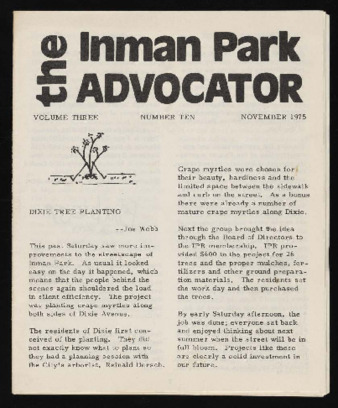 the Inman Park
ADVOCATOR
VOLUME THREE NUMBER TEN NOVEMBER 1975
DIXIE TREE PLANTING
--Joe Webb
This past Saturday saw more im-
provements to the streetscape of
Inman Park. As usual it looked
easy on the day it happened, which
means that the people behind the
scenes again shouldered the load
in silent efficiency. The project
was planting crape myrtles along
both sides of Dixie Avenue.
The residents of Dixie first con-
ceived of the planting. They did
not exactly know what to plant so
they had a planning session with
the City's arborist, Reinald
Crape myrtles were chosen for
their beauty, hardiness and the
limited space between the sidewalk
and curb on the street. As a bonus
there were already a number of
mature crape myrtles along Dixie.
Next the group brought the idea
through the Board of Directors to
the IPR membership. IPR pro-
vided $600 in the project for 26
trees and the proper mulches, fer-
tilizers and other ground prepara-
tion materials. The residents set
the work day and then purchased
the trees.
By early Saturday afternoon, the
job was done; everyone sat back
and enjoyed thinking about next
summer when the street will be in
full bloom. Projects like these
are clearly a solid investment in
our future.